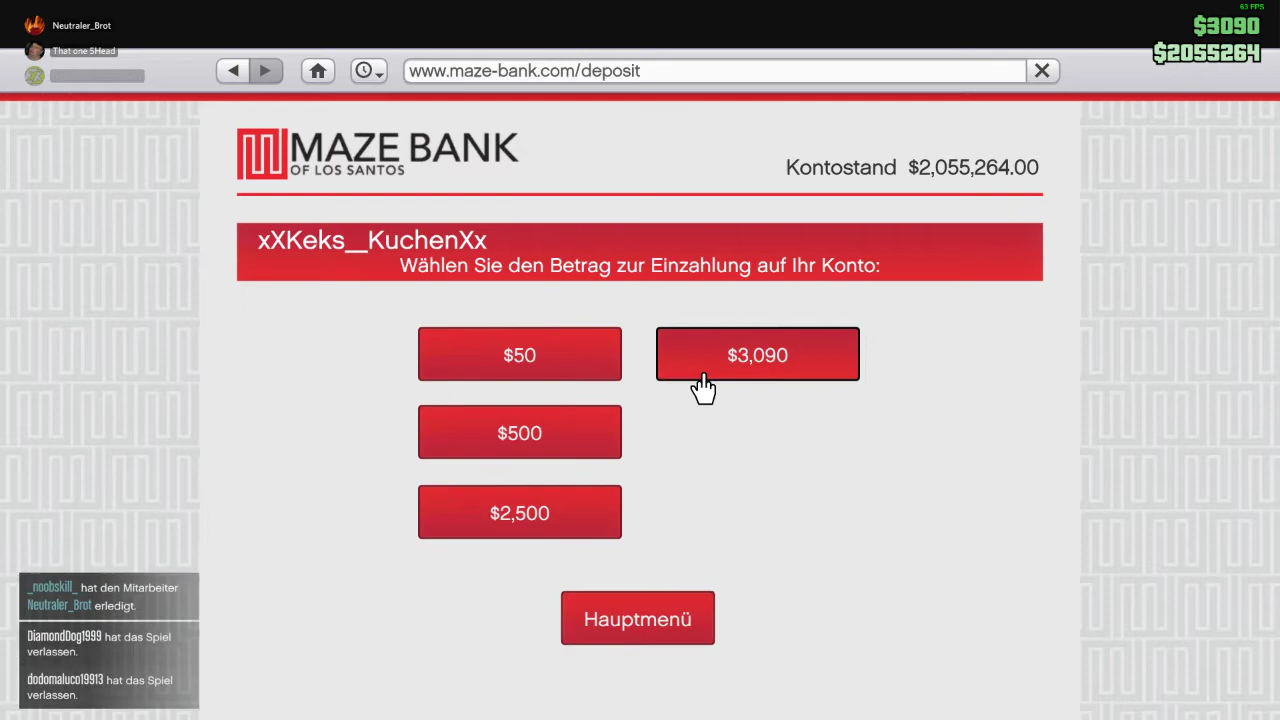 63 FPS
Neutraler_Brot
$3090
That one SHead
$2055264
www.maze-bank.com/deposit
MAZE BANK
OF LOS SANTOS
Kontostand $2,055,264.00
xXKeks__KuchenXx
Wählen Sie den Betrag zur Einzahlung auf Ihr Konto:
$50
$3,090
$500
$2,500
Hauptmenü
_noobskill_ hat den Mitarbeiter
Neutraler_Brot erledigt.
DiamondDog1999 hat das Spiel
verlassen.
dodomaluco19913 hat das Spiel
verlassen.